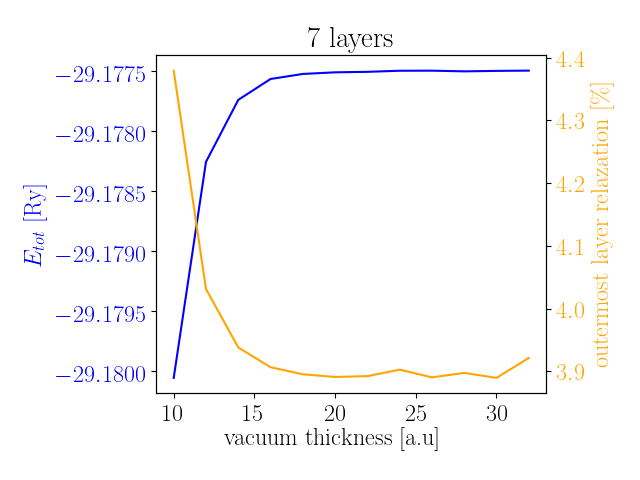 7 layers
E_tot [Ry]
−29.1775
−29.1780
−29.1785
−29.1790
−29.1795
−29.1800
4.4
4.3
4.2
4.1
4.0
3.9
outermost layer relazation [%]
10 15 20 25 30
vacuum thickness [a.u]